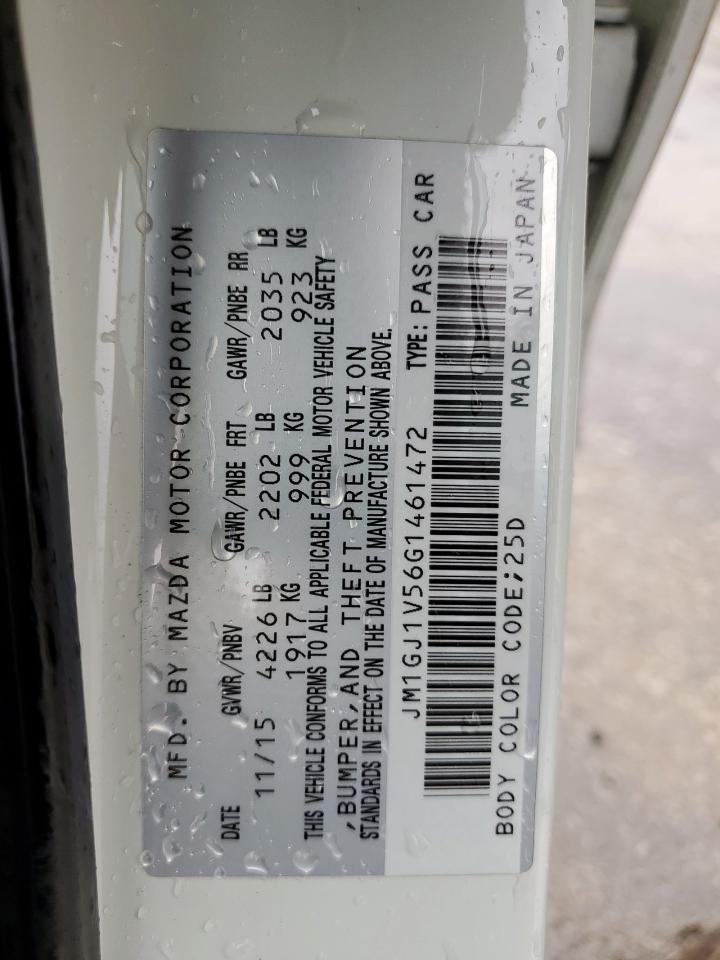 MFD. BY MAZDA MOTOR CORPORATION
DATE GVWR/PNBV GAWR/PNBE FRT GAWR/PNBE RR
11/15 4226 LB 2202 LB 2035 LB
1917 KG 999 KG 923 KG
THIS VEHICLE CONFORMS TO ALL APPLICABLE FEDERAL MOTOR VEHICLE SAFETY
,BUMPER,AND THEFT PREVENTION
STANDARDS IN EFFECT ON THE DATE OF MANUFACTURE SHOWN ABOVE.
JM1GJ1V56G1461472 TYPE: PASS CAR
BODY COLOR CODE;25D MADE IN JAPAN